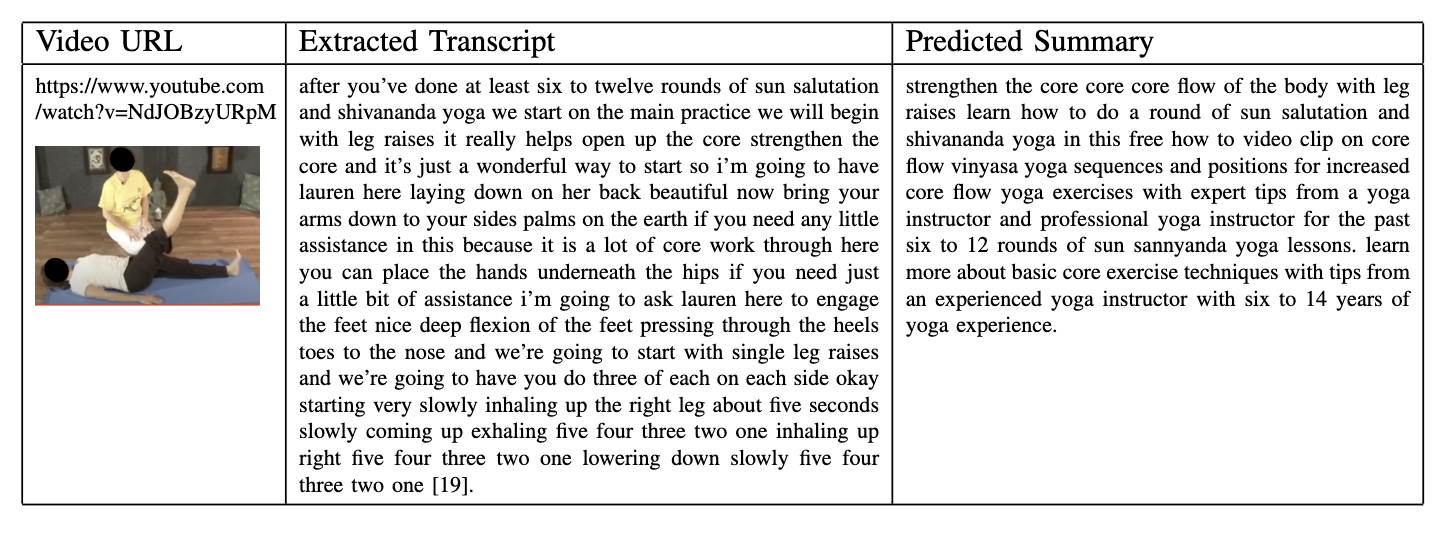 Video URL
Extracted Transcript
Predicted Summary
https://www.youtube.com
/watch?v=NdJOBzyURpM
after you've done at least six to twelve rounds of sun salutation
and shivananda yoga we start on the main practice we will begin
with leg raises it really helps open up the core strengthen the
core and it's just a wonderful way to start so i'm going to have
lauren here laying down on her back beautiful now bring your
arms down to your sides palms on the earth if you need any little
assistance in this because it is a lot of core work through here
you can place the hands underneath the hips if you need just
a little bit of assistance i'm going to ask lauren here to engage
the feet nice deep flexion of the feet pressing through the heels
toes to the nose and we're going to start with single leg raises
and we're going to have you do three of each on each side okay
starting very slowly inhaling up the right leg about five seconds
slowly coming up exhaling five four three two one inhaling up
right five four three two one lowering down slowly five four
three two one [19].
strengthen the core core core flow of the body with leg
raises learn how to do a round of sun salutation and
shivananda yoga in this free how to video clip on core
flow vinyasa yoga sequences and positions for increased
core flow yoga exercises with expert tips from a yoga
instructor and professional yoga instructor for the past
six to 12 rounds of sun sannyanda yoga lessons. learn
more about basic core exercise techniques with tips from
an experienced yoga instructor with six to 14 years of
yoga experience.